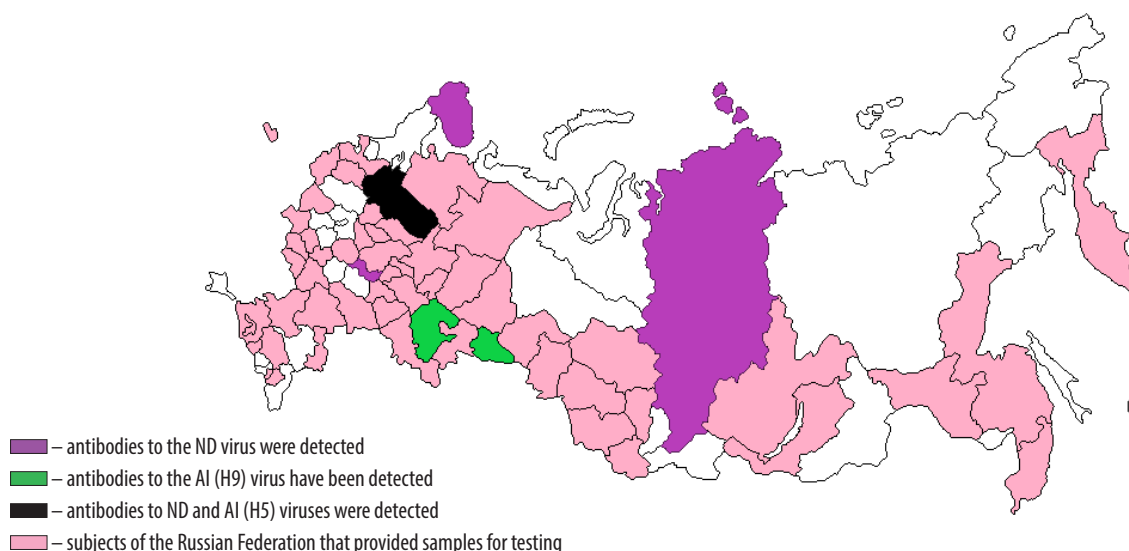 – antibodies to the ND virus were detected
– antibodies to the AI (H9) virus have been detected
– antibodies to ND and AI (H5) viruses were detected
– subjects of the Russian Federation that provided samples for testing